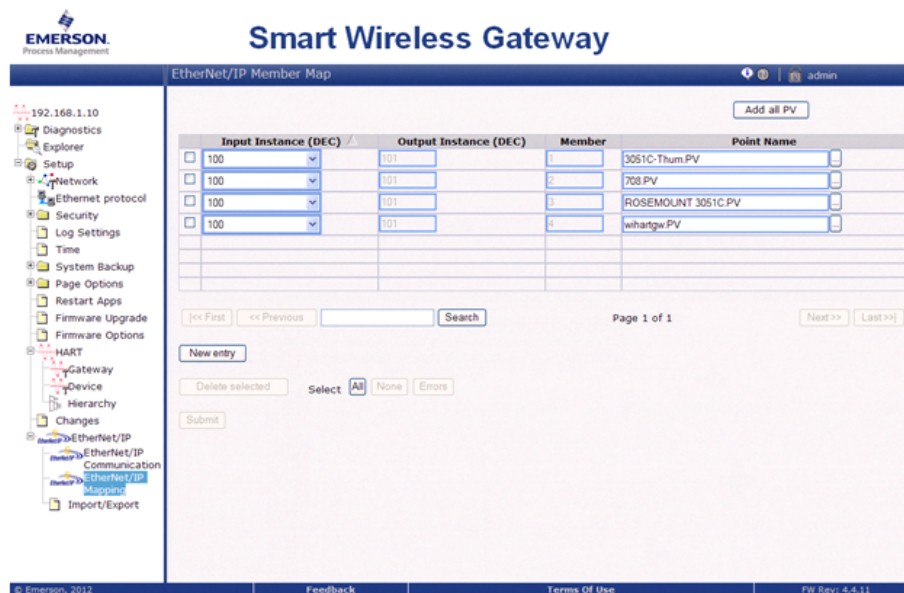 EMERSON.
Process Management
Smart Wireless Gateway
EtherNet/IP Member Map
admin
192.168.1.10
Diagnostics
Explorer
Setup
Network
Ethernet protocol
Security
Log Settings
Time
System Backup
Page Options
Restart Apps
Firmware Upgrade
Firmware Options
HART
Gateway
Device
Hierarchy
Changes
EtherNet/IP
EtherNet/IP
Communication
EtherNet/IP
Mapping
Import/Export
Add all PV
Input Instance (DEC) Output Instance (DEC) Member Point Name
100 101 1 3051C-Thum.PV ...
100 101 2 708.PV ...
100 101 3 ROSEMOUNT 3051C.PV ...
100 101 4 wihartgw.PV ...
|<< First << Previous Search Page 1 of 1 Next >> Last >>|
New entry
Delete selected Select All None Errors
Submit
© Emerson, 2012 Feedback Terms Of Use FW Rev: 4.4.11